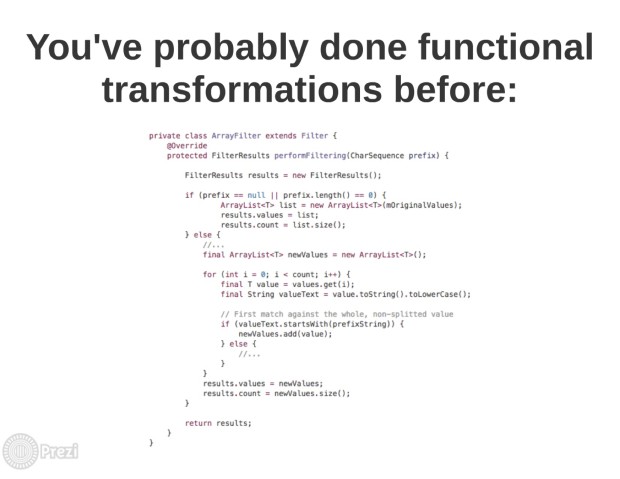 You've probably done functional
transformations before:
private class ArrayFilter extends Filter {
@Override
protected FilterResults performFiltering(CharSequence prefix) {
FilterResults results = new FilterResults();
if (prefix == null || prefix.length() == 0) {
ArrayList<T> list = new ArrayList<T>(mOriginalValues);
results.values = list;
results.count = list.size();
} else {
//...
final ArrayList<T> newValues = new ArrayList<T>();
for (int i = 0; i < count; i++) {
final T value = values.get(i);
final String valueText = value.toString().toLowerCase();
// First match against the whole, non-splitted value
if (valueText.startsWith(prefixString)) {
newValues.add(value);
} else {
//...
}
}
results.values = newValues;
results.count = newValues.size();
}
return results;
}
}
Prezi